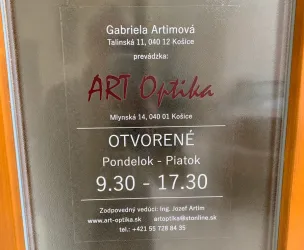 Gabriela Artimová
Talinská 11, 040 12 Košice
prevádzka:
ART Optika
Mlynská 14, 040 01 Košice
OTVORENÉ
Pondelok - Piatok
9.30 - 17.30
Zodpovedný vedúci: Ing. Jozef Artim
www.art-optika.sk artoptika@stonline.sk
tel.: +421 55 728 84 35